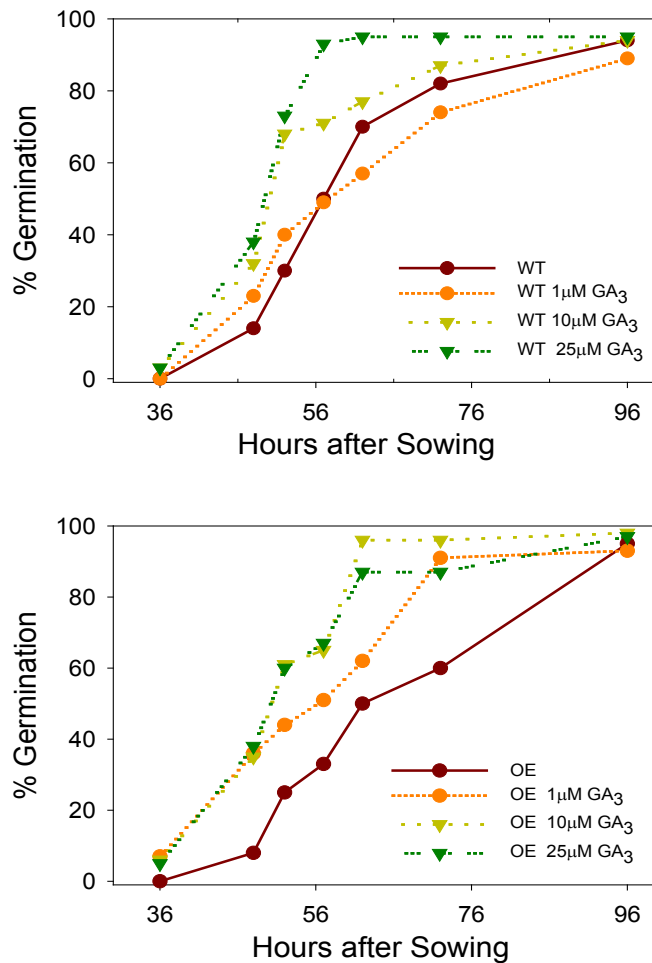 100
80
60
40
20
0
% Germination
WT
WT 1μM GA3
WT 10μM GA3
WT 25μM GA3
36 56 76 96
Hours after Sowing
100
80
60
40
20
0
% Germination
OE
OE 1μM GA3
OE 10μM GA3
OE 25μM GA3
36 56 76 96
Hours after Sowing